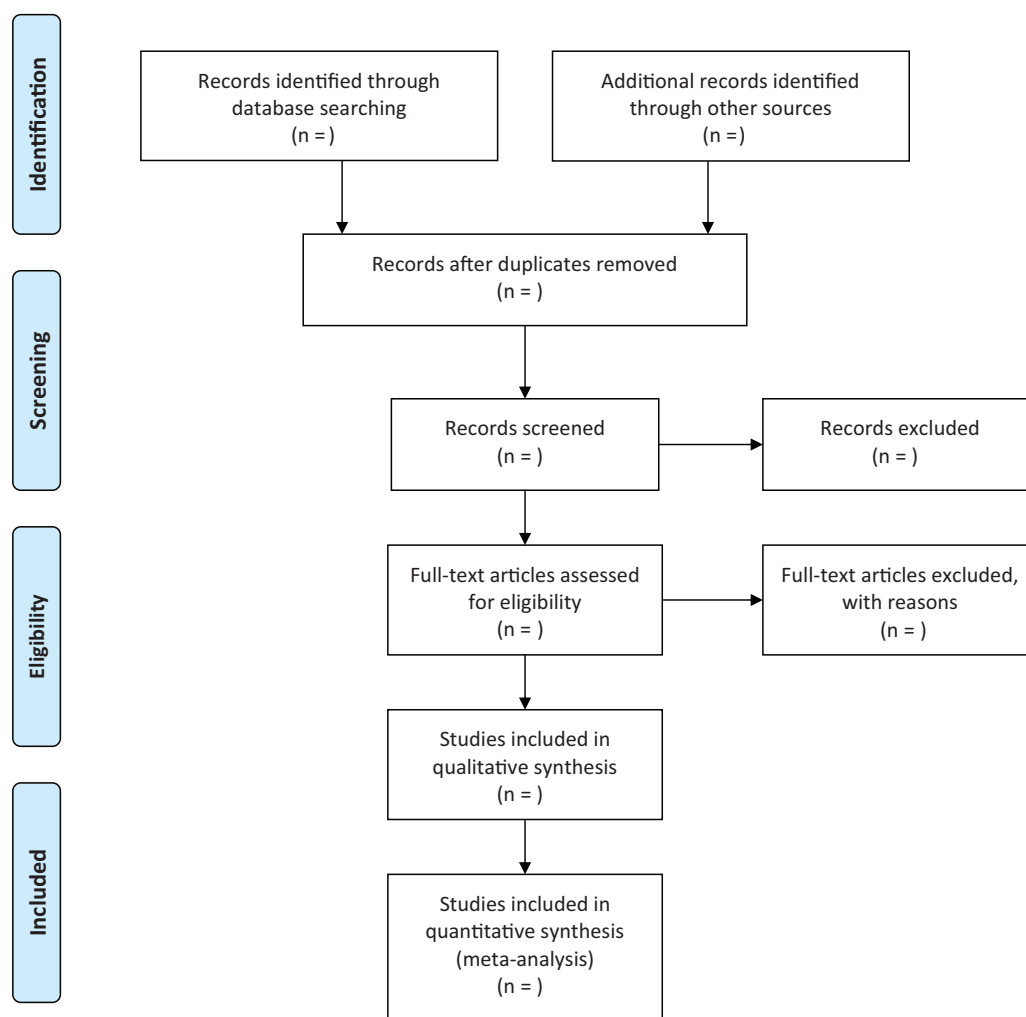 Identification
Records identified through
database searching
(n = )
Additional records identified
through other sources
(n = )
Records after duplicates removed
(n = )
Screening
Records screened
(n = )
Records excluded
(n = )
Eligibility
Full-text articles assessed
for eligibility
(n = )
Full-text articles excluded,
with reasons
(n = )
Studies included in
qualitative synthesis
(n = )
Included
Studies included in
quantitative synthesis
(meta-analysis)
(n = )